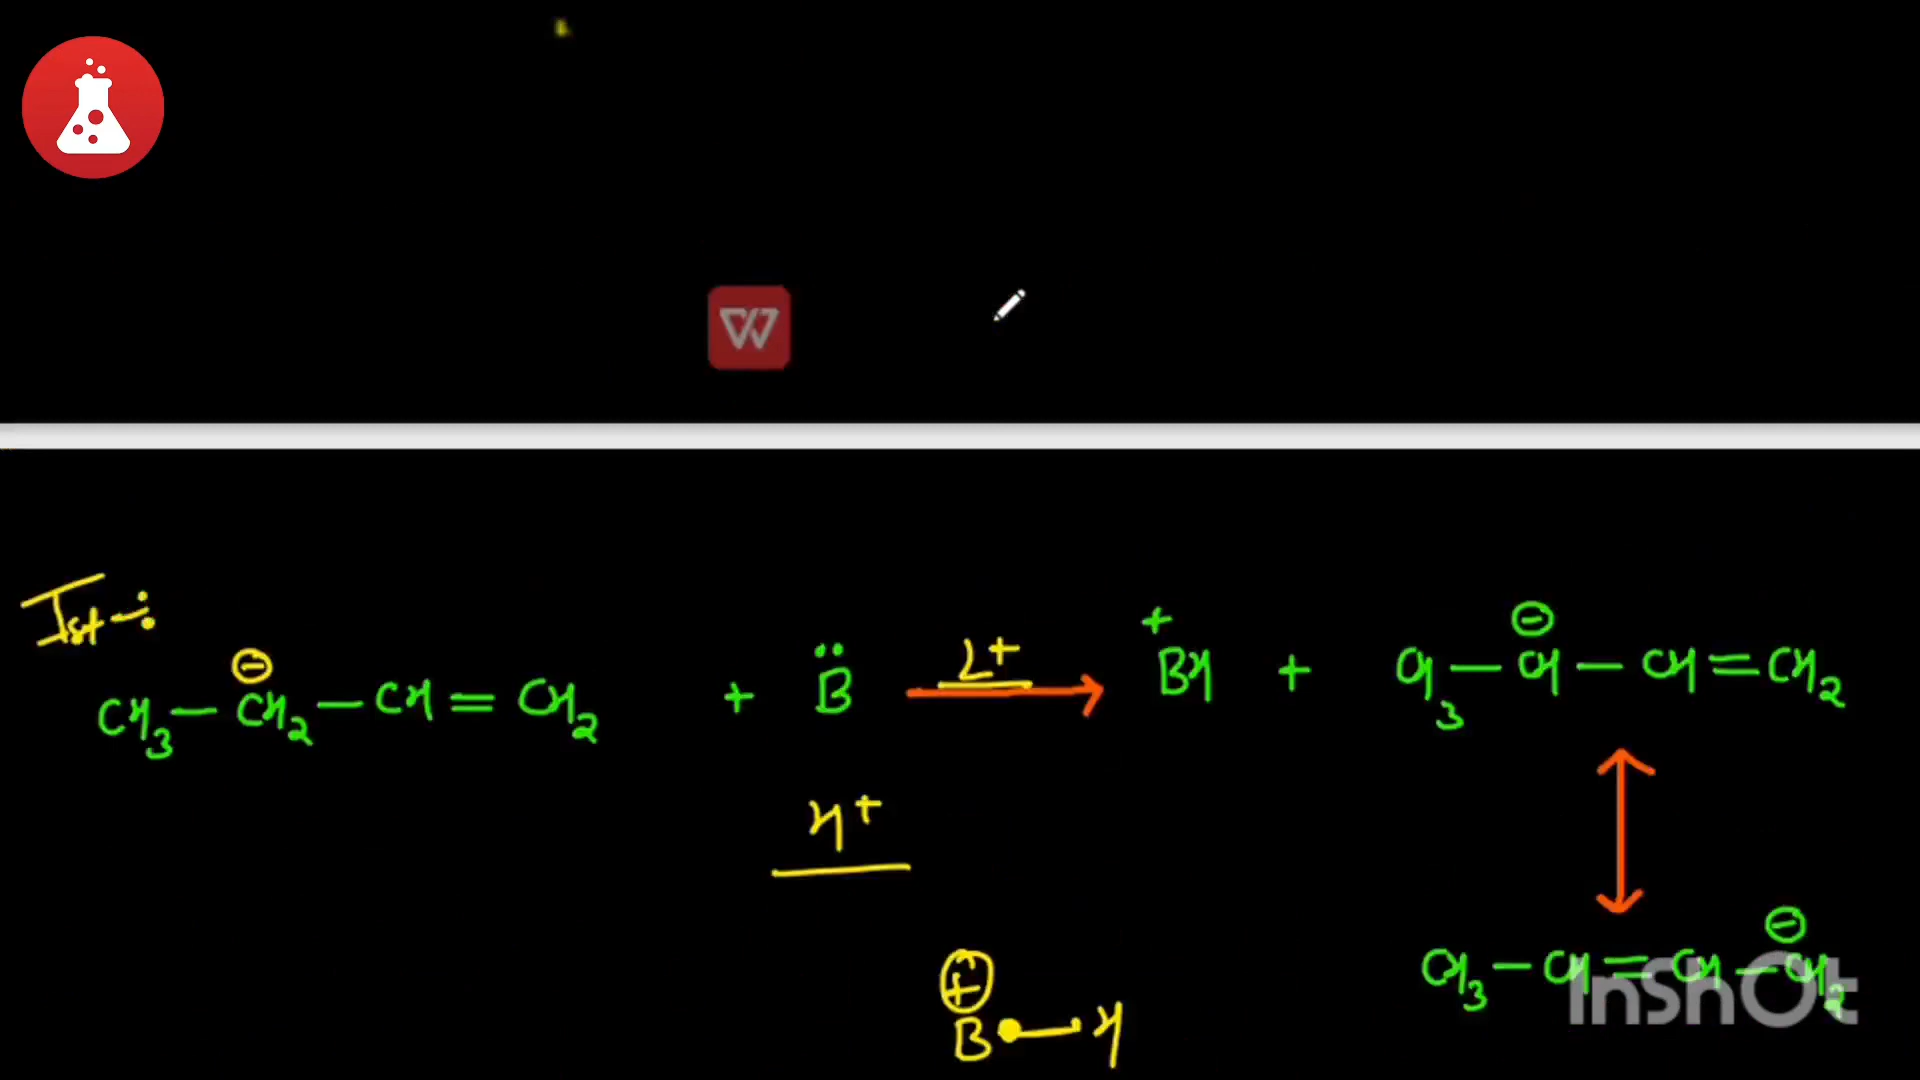 Ist -:
CH3 — CH2⊖ — CH = CH2 + B̈ —L+→ B+H + CH3 — CH⊖ — CH = CH2
H+
CH3 — CH = CH — CH2⊖
B⊕ — H
InShOt